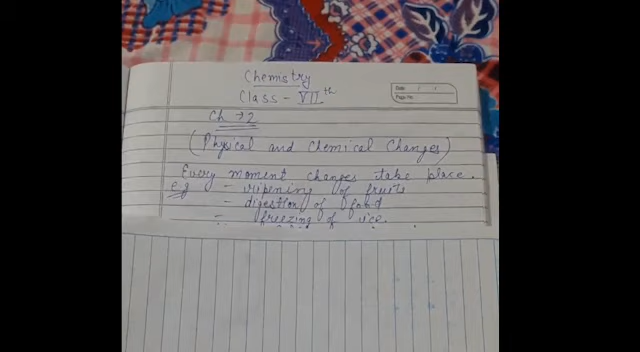 Chemistry
Class - VIIth
Date / /
Page No.
Ch → 2
(Physical and Chemical Changes)
Every moment changes take place.
e.g - ripening of fruits
- digestion of food
- freezing of ice.